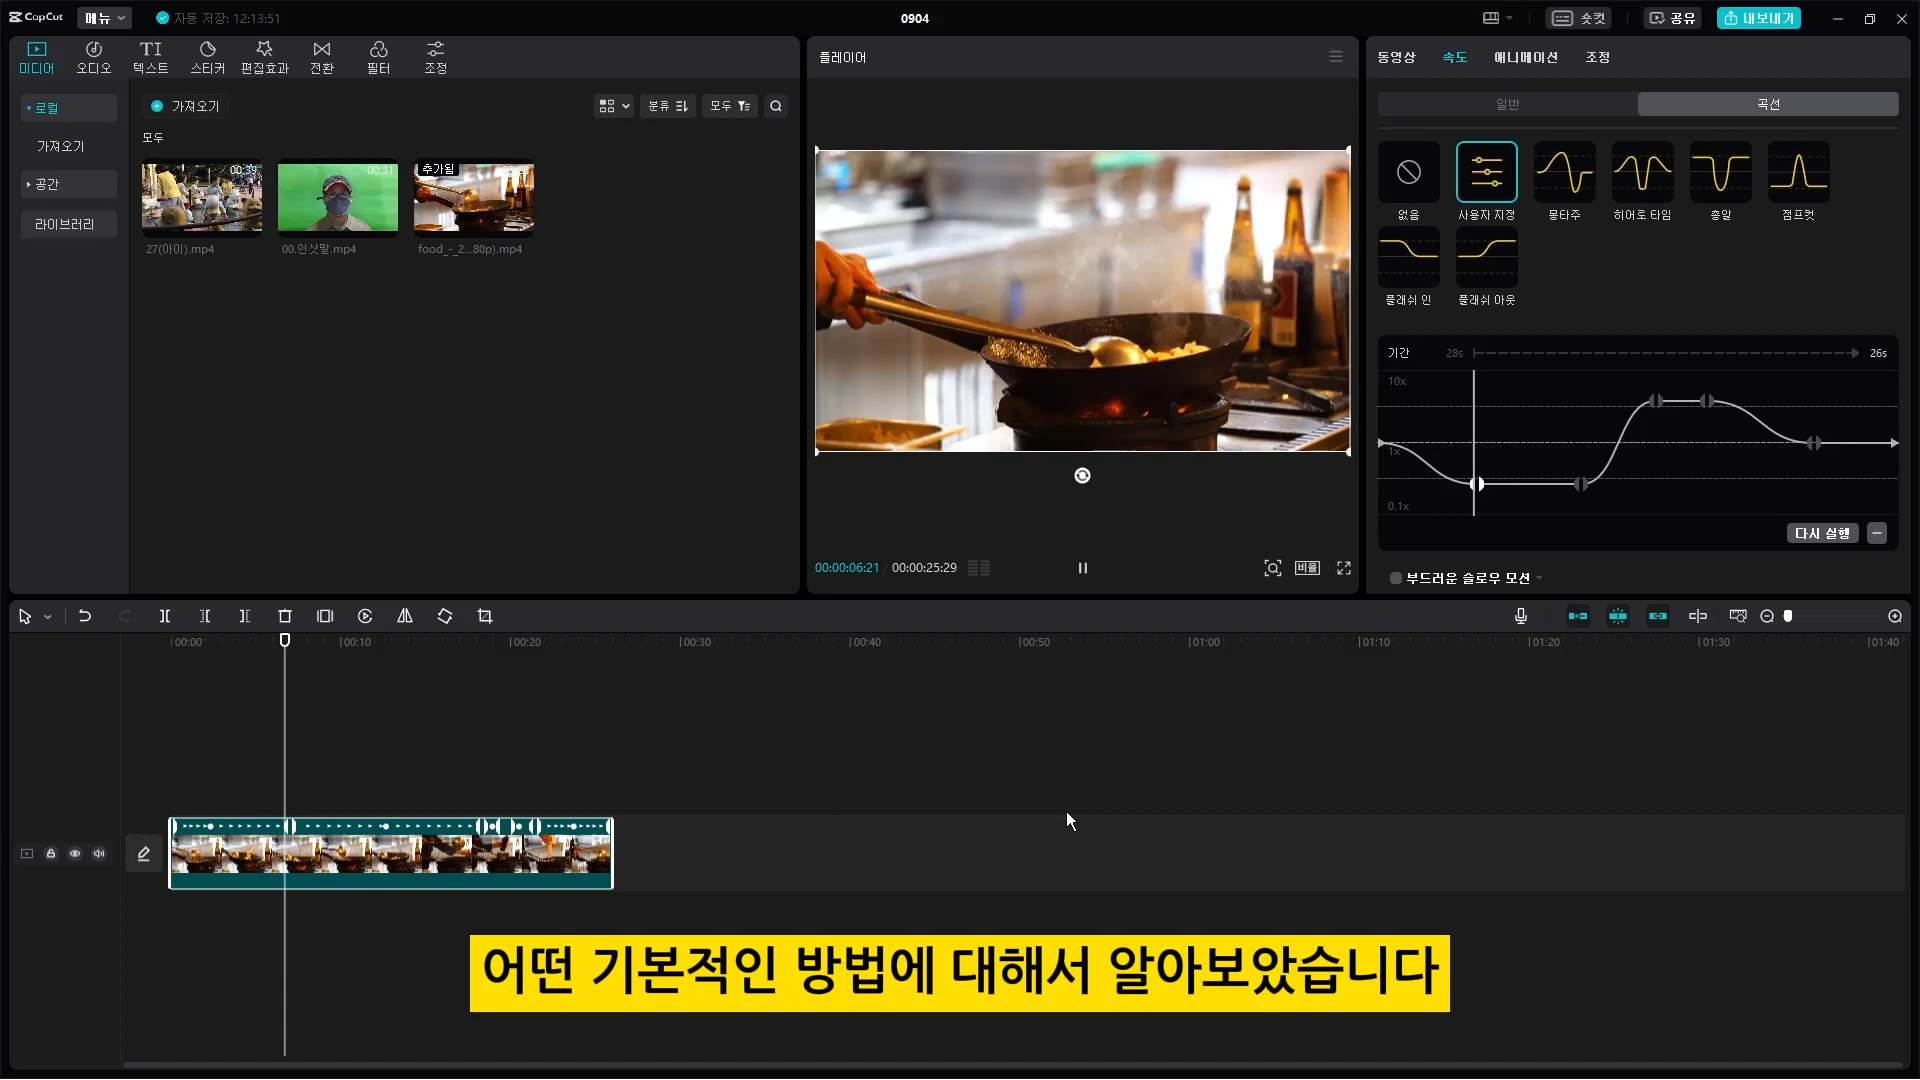 CapCut
메뉴
자동 저장: 12:13:51
0904
숏컷
공유
내보내기
미디어
오디오
텍스트
스티커
편집효과
전환
필터
조정
로컬
가져오기
공간
라이브러리
가져오기
분류
모두
모두
00:39
27(아이).mp4
00:31
00.인삿말.mp4
추가됨
food_-_2...80p).mp4
플레이어
00:00:06:21
00:00:25:29
비율
동영상
속도
애니메이션
조정
일반
곡선
없음
사용자 지정
몽타주
히어로 타임
총알
점프컷
플래쉬 인
플래쉬 아웃
기간
28s
26s
10x
1x
0.1x
다시 실행
부드러운 슬로우 모션
00:00
00:10
00:20
00:30
00:40
00:50
01:00
01:10
01:20
01:30
01:40
어떤 기본적인 방법에 대해서 알아보았습니다